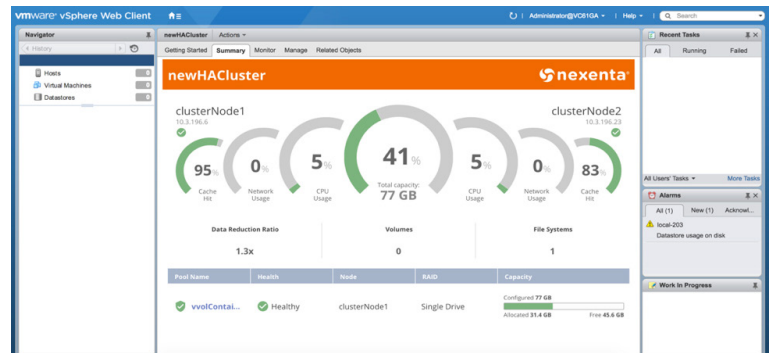 vmware vSphere Web Client
Administrator@VC61GA
Help
Search
Navigator
History
Hosts 0
Virtual Machines 0
Datastores 0
newHACluster Actions
Getting Started Summary Monitor Manage Related Objects
newHACluster
nexenta
clusterNode1
10.3.196.6
clusterNode2
10.3.196.23
95%
Cache
Hit
0%
Network
Usage
5%
CPU
Usage
41%
Total capacity:
77 GB
5%
CPU
Usage
0%
Network
Usage
83%
Cache
Hit
Data Reduction Ratio Volumes File Systems
1.3x 0 1
Pool Name Health Node RAID Capacity
vvolContai... Healthy clusterNode1 Single Drive
Configured 77 GB
Allocated 31.4 GB Free 45.6 GB
Recent Tasks
All Running Failed
All Users' Tasks More Tasks
Alarms
All (1) New (1) Acknowl...
local-203
Datastore usage on disk
Work In Progress